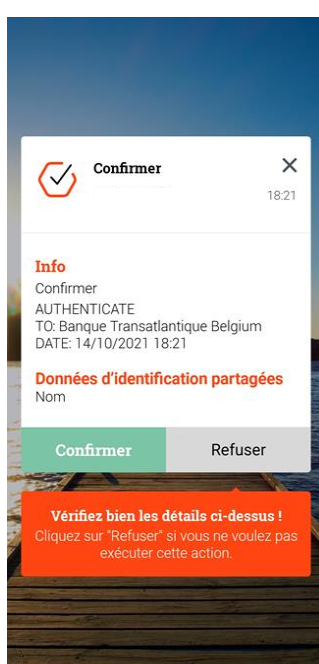 Confirmer
18:21
Info
Confirmer
AUTHENTICATE
TO: Banque Transatlantique Belgium
DATE: 14/10/2021 18:21
Données d'identification partagées
Nom
Confirmer
Refuser
Vérifiez bien les détails ci-dessus !
Cliquez sur "Refuser" si vous ne voulez pas
exécuter cette action.